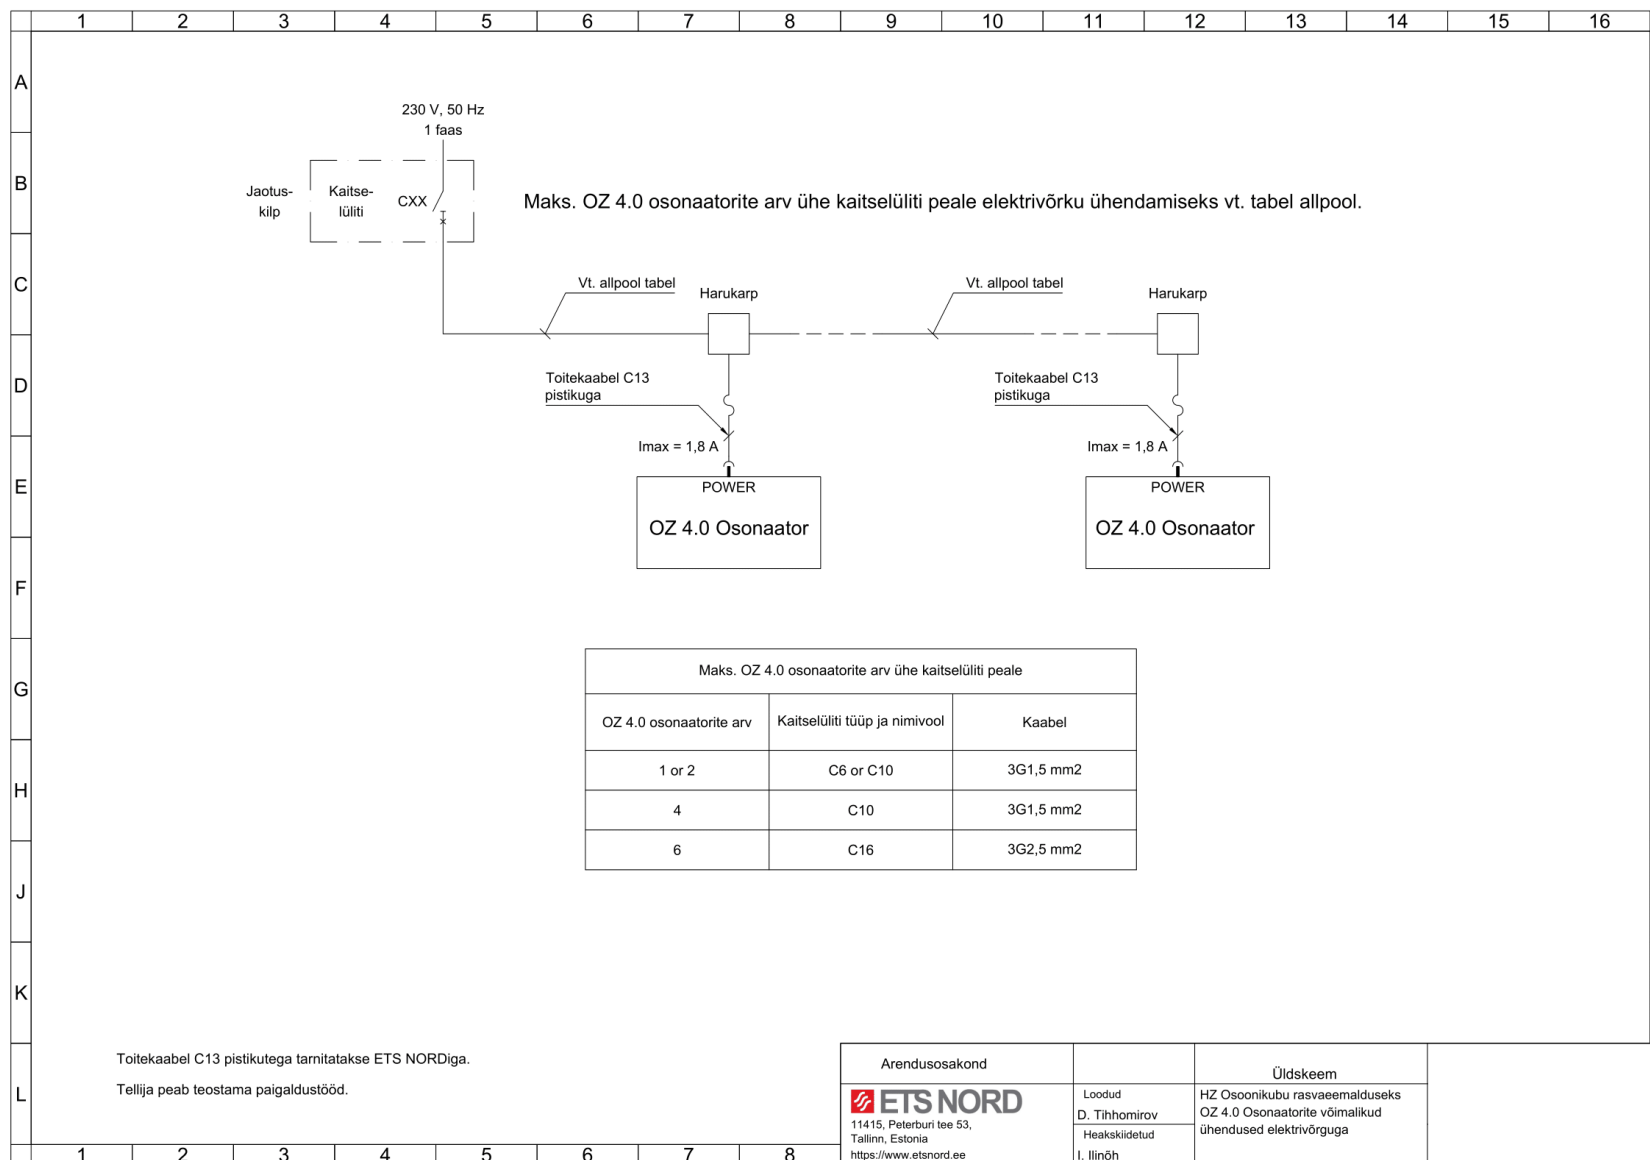 1 2 3 4 5 6 7 8 9 10 11 12 13 14 15 16
A
230 V, 50 Hz
1 faas
B
Jaotus-
kilp
Kaitse-
lüliti
CXX
Maks. OZ 4.0 osonaatorite arv ühe kaitselüliti peale elektrivõrku ühendamiseks vt. tabel allpool.
C
Vt. allpool tabel
Harukarp
Vt. allpool tabel
Harukarp
D
Toitekaabel C13
pistikuga
Toitekaabel C13
pistikuga
Imax = 1,8 A
Imax = 1,8 A
E
POWER
OZ 4.0 Osonaator
POWER
OZ 4.0 Osonaator
F
G
Maks. OZ 4.0 osonaatorite arv ühe kaitselüliti peale
OZ 4.0 osonaatorite arv Kaitselüliti tüüp ja nimivool Kaabel
H
1 or 2 C6 or C10 3G1,5 mm2
4 C10 3G1,5 mm2
6 C16 3G2,5 mm2
J
K
L
Toitekaabel C13 pistikutega tarnitatakse ETS NORDiga.
Tellija peab teostama paigaldustööd.
Arendusosakond
ETS NORD
11415, Peterburi tee 53,
Tallinn, Estonia
https://www.etsnord.ee
Loodud
D. Tihhomirov
Heakskiidetud
I. Ilinõh
Üldskeem
HZ Osoonikubu rasvaeemalduseks
OZ 4.0 Osonaatorite võimalikud
ühendused elektrivõrguga
1 2 3 4 5 6 7 8